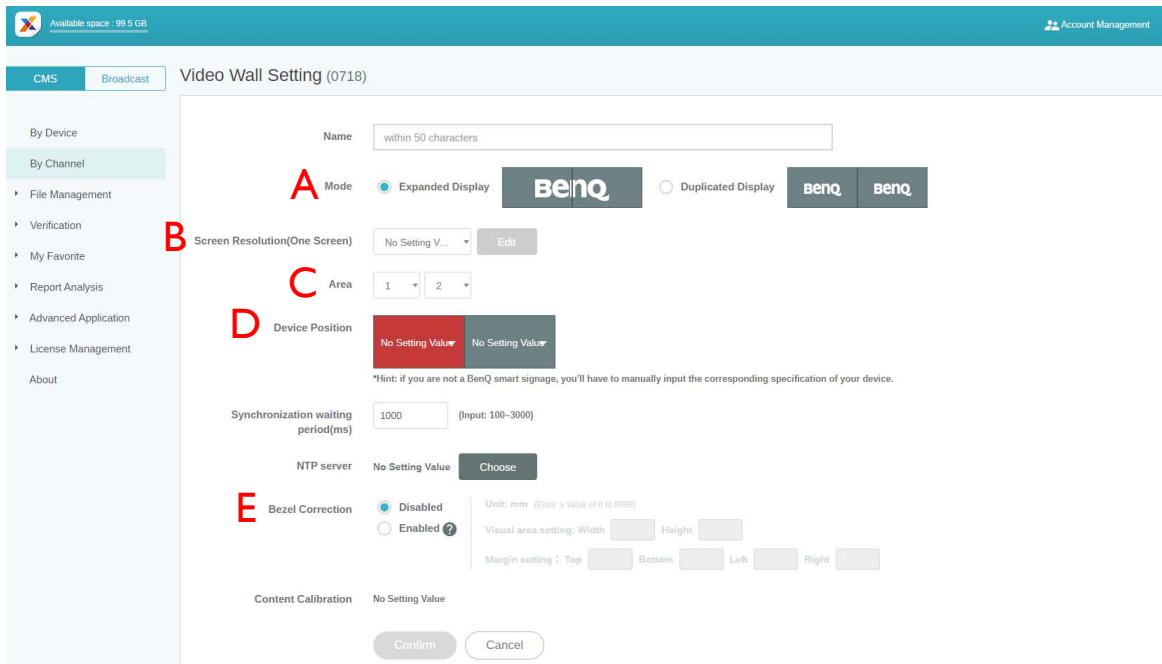 Available space : 99.5 GB
Account Management
CMS Broadcast
Video Wall Setting (0718)
By Device
By Channel
File Management
Verification
My Favorite
Report Analysis
Advanced Application
License Management
About
Name within 50 characters
A Mode Expanded Display BenQ Duplicated Display BenQ BenQ
B Screen Resolution(One Screen) No Setting V... Edit
C Area 1 2
D Device Position No Setting Value No Setting Value
*Hint: if you are not a BenQ smart signage, you'll have to manually input the corresponding specification of your device.
Synchronization waiting
period(ms) 1000 (Input: 100~3000)
NTP server No Setting Value Choose
E Bezel Correction Disabled Unit: mm (Enter a value of 0 to 9999)
Enabled ? Visual area setting: Width Height
Margin setting : Top Bottom Left Right
Content Calibration No Setting Value
Confirm Cancel